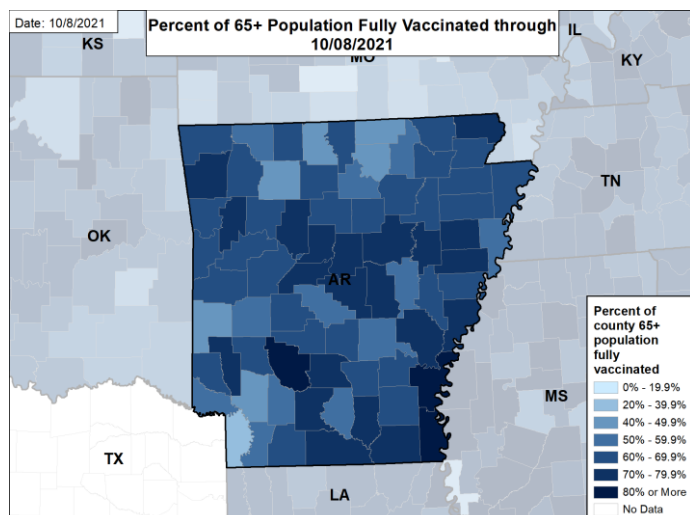 Date: 10/8/2021
Percent of 65+ Population Fully Vaccinated through
10/08/2021
IL
KS
MO
KY
TN
OK
AR
MS
TX
LA
Percent of
county 65+
population
fully
vaccinated
0% - 19.9%
20% - 39.9%
40% - 49.9%
50% - 59.9%
60% - 69.9%
70% - 79.9%
80% or More
No Data